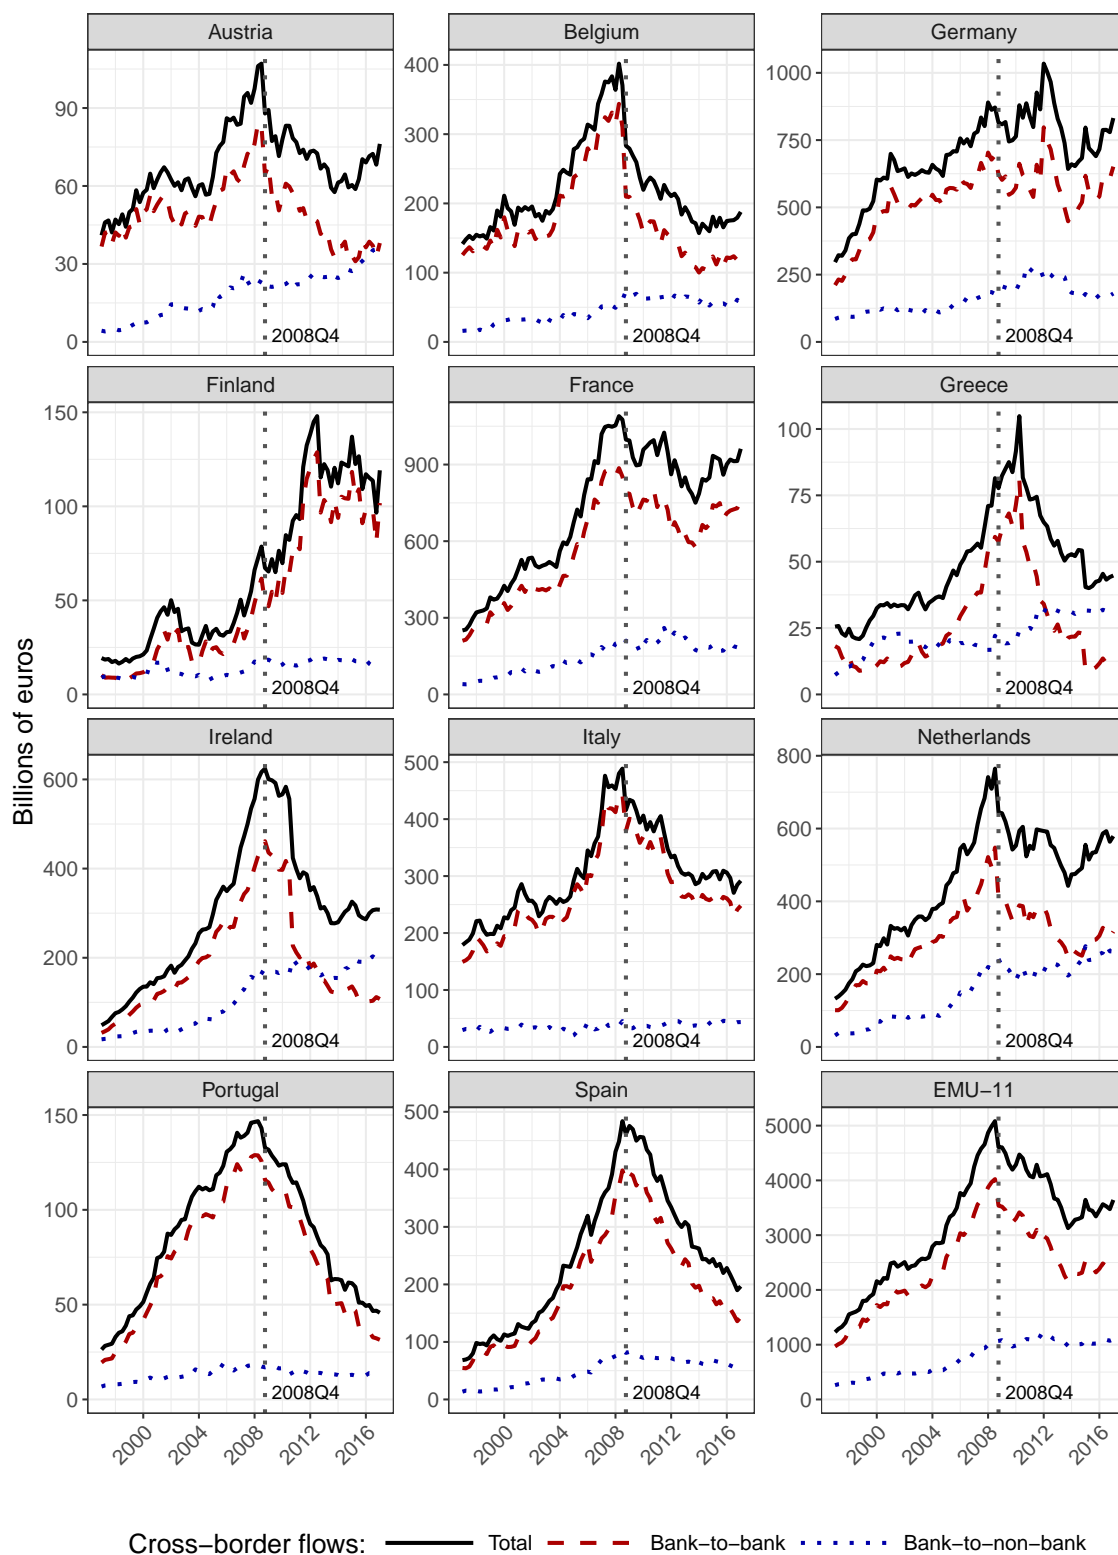 Austria Belgium Germany
400 1000
90 300 750
60 200 500
30 100 250
0 0 0
2008Q4 2008Q4 2008Q4
Finland France Greece
150 100
900 75
100 600 50
50 300 25
0 0 0
2008Q4 2008Q4 2008Q4
Billions of euros
Ireland Italy Netherlands
600 500 800
400 600
400 300 400
200 200 200
100
0 0 0
2008Q4 2008Q4 2008Q4
Portugal Spain EMU−11
150 500 5000
400 4000
100 300 3000
50 200 2000
100 1000
0 0 0
2008Q4 2008Q4 2008Q4
2000 2004 2008 2012 2016 2000 2004 2008 2012 2016 2000 2004 2008 2012 2016
Cross−border flows: Total Bank−to−bank Bank−to−non−bank